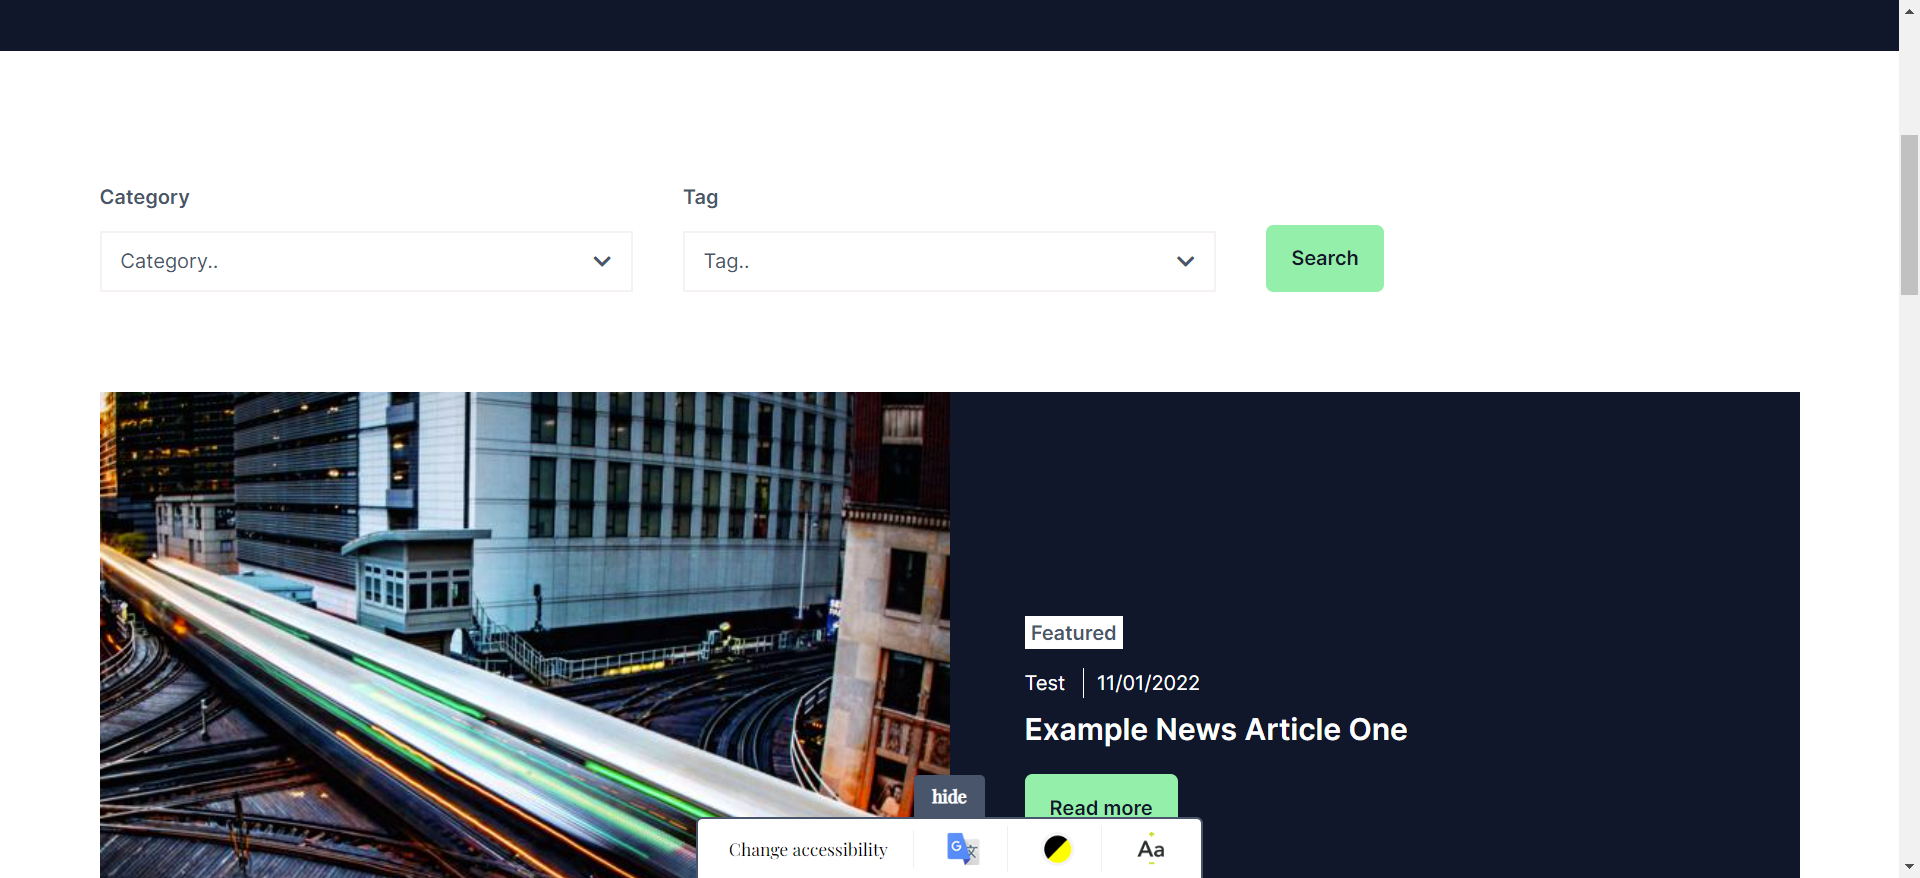 Category
Tag
Category..
Tag..
Search
Featured
Test
11/01/2022
Example News Article One
Read more
hide
Change accessibility
G 文
Aa